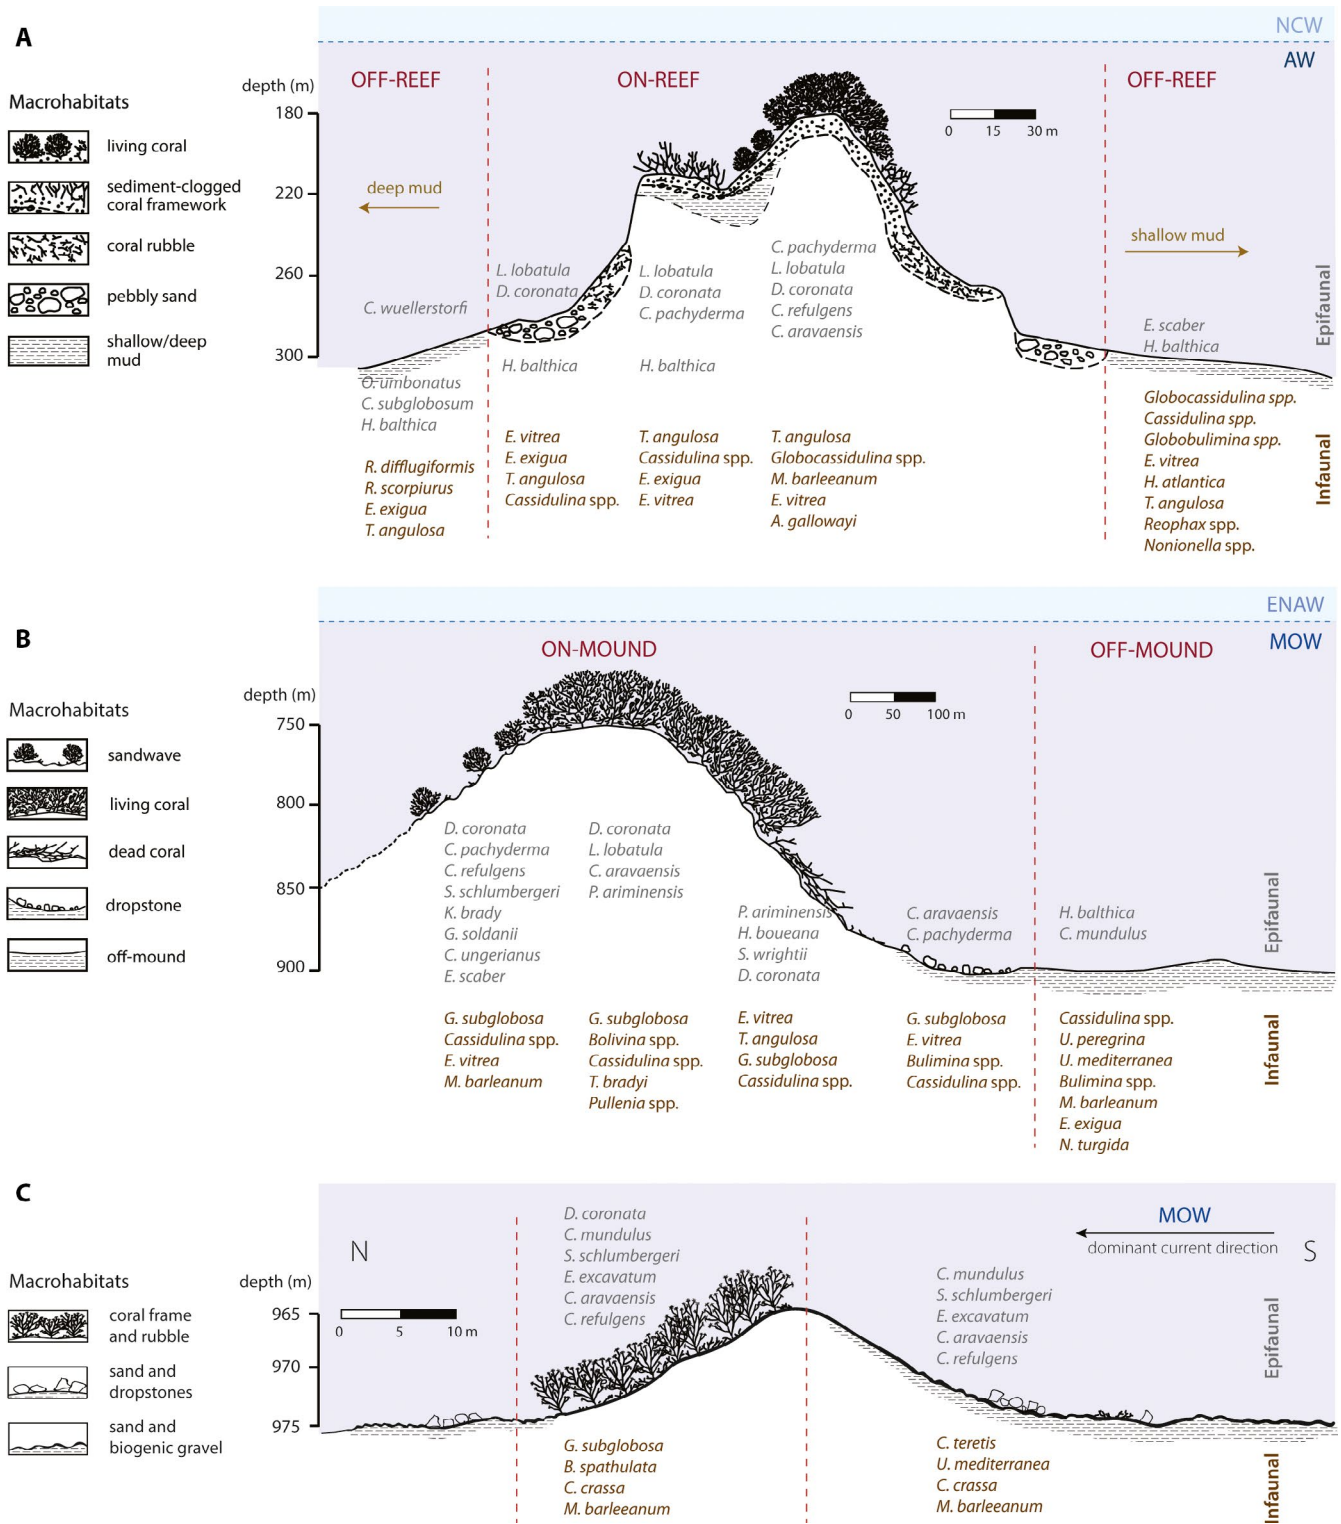 A
NCW
AW
OFF-REEF
ON-REEF
OFF-REEF
depth (m)
180
220
260
300
0 15 30 m
Macrohabitats
living coral
sediment-clogged
coral framework
coral rubble
pebbly sand
shallow/deep
mud
deep mud
shallow mud
Epifaunal
Infaunal
C. wuellerstorfi
O. umbonatus
C. subglobosum
H. balthica
R. difflugiformis
R. scorpiurus
E. exigua
T. angulosa
L. lobatula
D. coronata
H. balthica
E. vitrea
E. exigua
T. angulosa
Cassidulina spp.
L. lobatula
D. coronata
C. pachyderma
H. balthica
T. angulosa
Cassidulina spp.
E. exigua
E. vitrea
C. pachyderma
L. lobatula
D. coronata
C. refulgens
C. aravaensis
T. angulosa
Globocassidulina spp.
M. barleeanum
E. vitrea
A. gallowayi
E. scaber
H. balthica
Globocassidulina spp.
Cassidulina spp.
Globobulimina spp.
E. vitrea
H. atlantica
T. angulosa
Reophax spp.
Nonionella spp.
B
ENAW
MOW
ON-MOUND
OFF-MOUND
depth (m)
750
800
850
900
0 50 100 m
Macrohabitats
sandwave
living coral
dead coral
dropstone
off-mound
Epifaunal
Infaunal
D. coronata
C. pachyderma
C. refulgens
S. schlumbergeri
K. brady
G. soldanii
C. ungerianus
E. scaber
G. subglobosa
Cassidulina spp.
E. vitrea
M. barleanum
D. coronata
L. lobatula
C. aravaensis
P. ariminensis
G. subglobosa
Bolivina spp.
Cassidulina spp.
T. bradyi
Pullenia spp.
P. ariminensis
H. boueana
S. wrightii
D. coronata
E. vitrea
T. angulosa
G. subglobosa
Cassidulina spp.
C. aravaensis
C. pachyderma
G. subglobosa
E. vitrea
Bulimina spp.
Cassidulina spp.
H. balthica
C. mundulus
Cassidulina spp.
U. peregrina
U. mediterranea
Bulimina spp.
M. barleanum
E. exigua
N. turgida
C
N
MOW
dominant current direction
S
depth (m)
965
970
975
0 5 10 m
Macrohabitats
coral frame
and rubble
sand and
dropstones
sand and
biogenic gravel
Epifaunal
Infaunal
D. coronata
C. mundulus
S. schlumbergeri
E. excavatum
C. aravaensis
C. refulgens
G. subglobosa
B. spathulata
C. crassa
M. barleeanum
C. mundulus
S. schlumbergeri
E. excavatum
C. aravaensis
C. refulgens
C. teretis
U. mediterranea
C. crassa
M. barleeanum